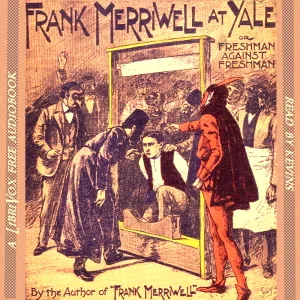 FRANK MERRIWELL AT YALE
OR
FRESHMAN
AGAINST
FRESHMAN
A LIBRIVOX FREE AUDIOBOOK
READ BY KEVINS
By the Author of "FRANK MERRIWELL"